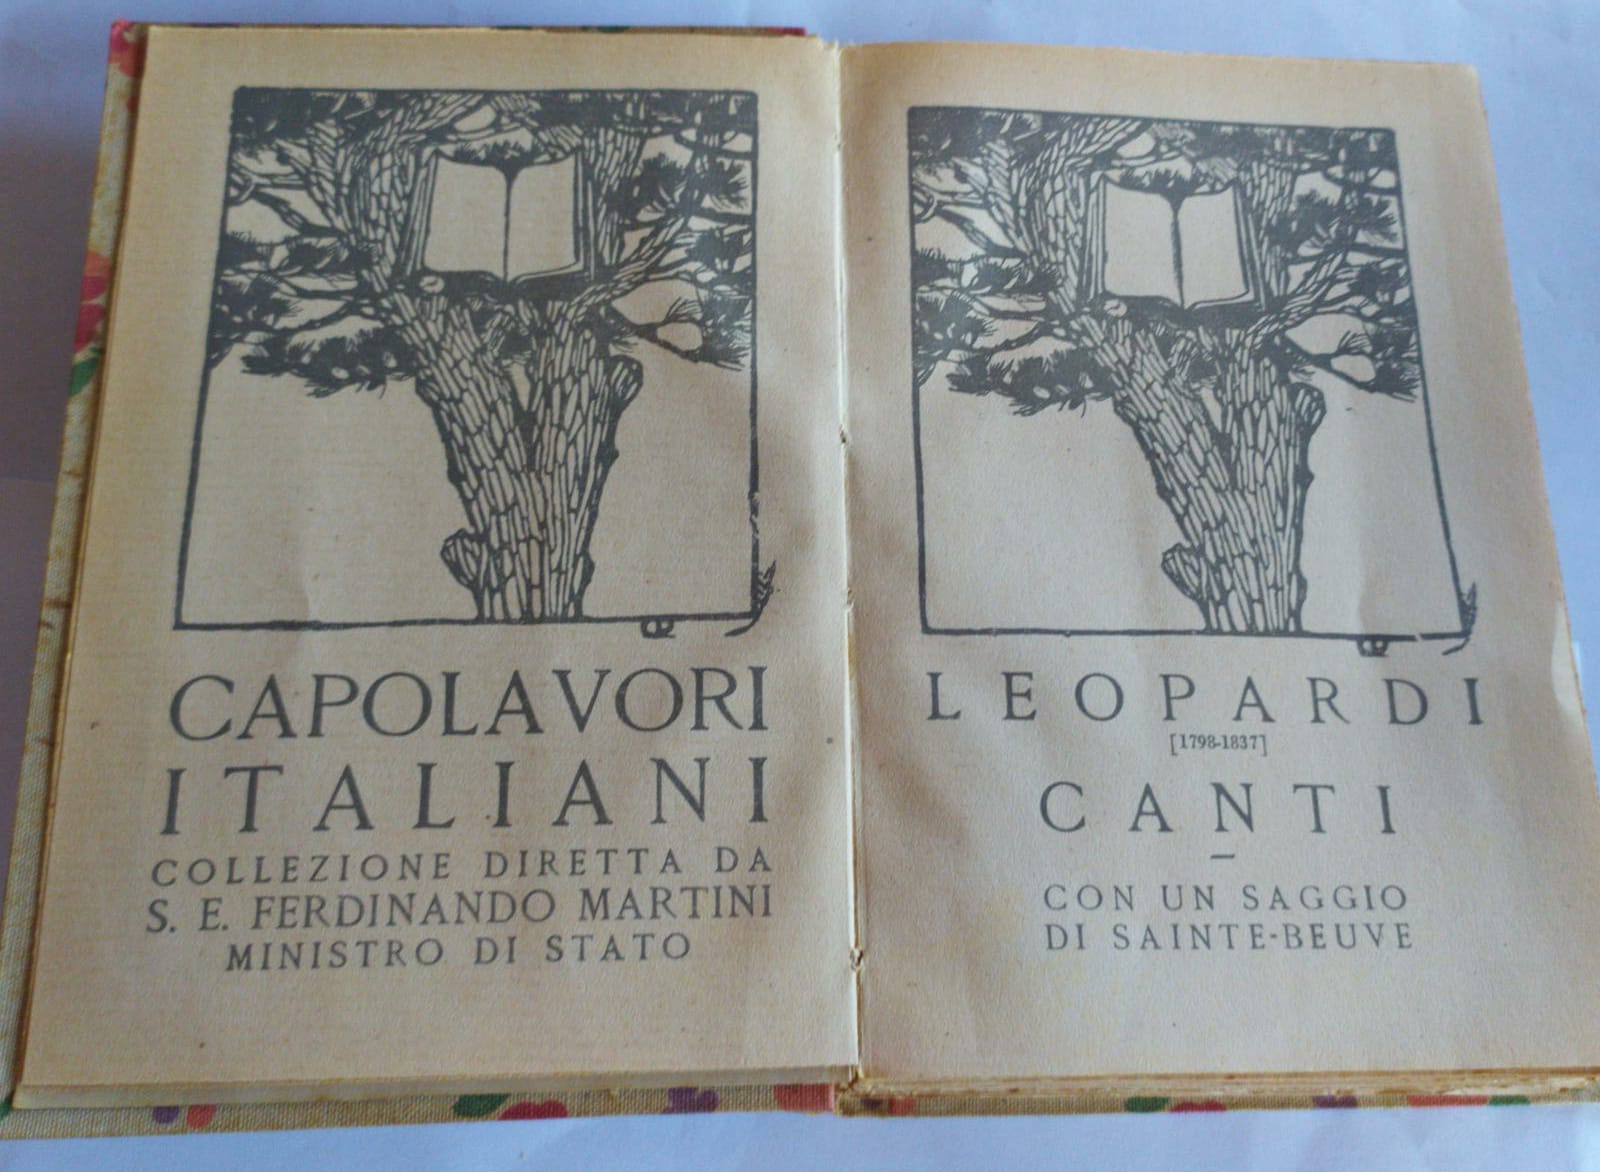 CAPOLAVORI
ITALIANI
COLLEZIONE DIRETTA DA
S. E. FERDINANDO MARTINI
MINISTRO DI STATO
LEOPARDI
[1798-1837]
CANTI
—
CON UN SAGGIO
DI SAINTE-BEUVE